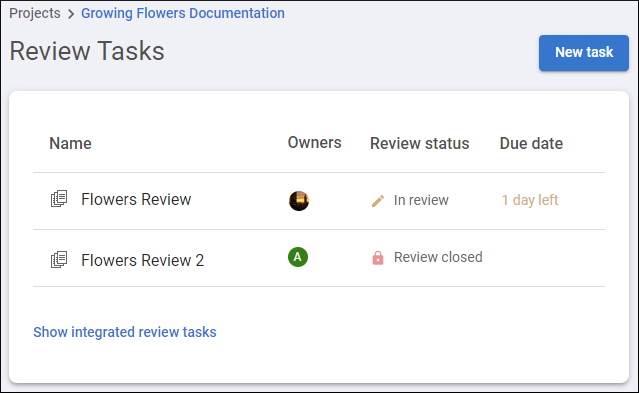 Projects > Growing Flowers Documentation
Review Tasks
New task
Name Owners Review status Due date
Flowers Review In review 1 day left
Flowers Review 2 A Review closed
Show integrated review tasks